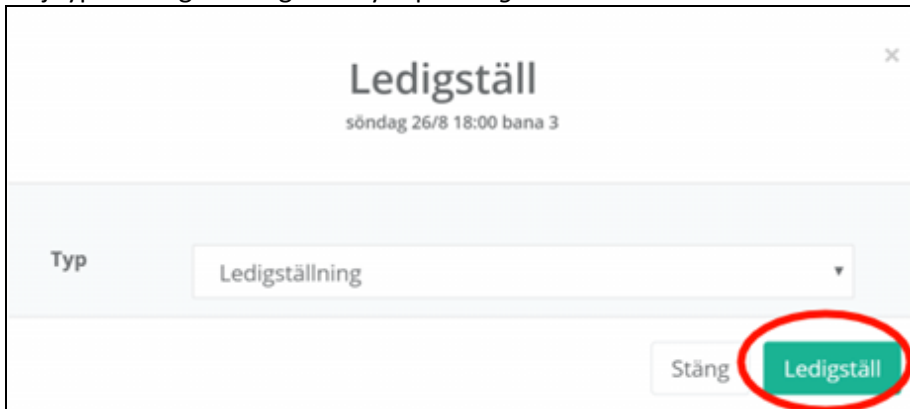 Ledigställ
×
söndag 26/8 18:00 bana 3
Typ
Ledigställning
Stäng
Ledigställ